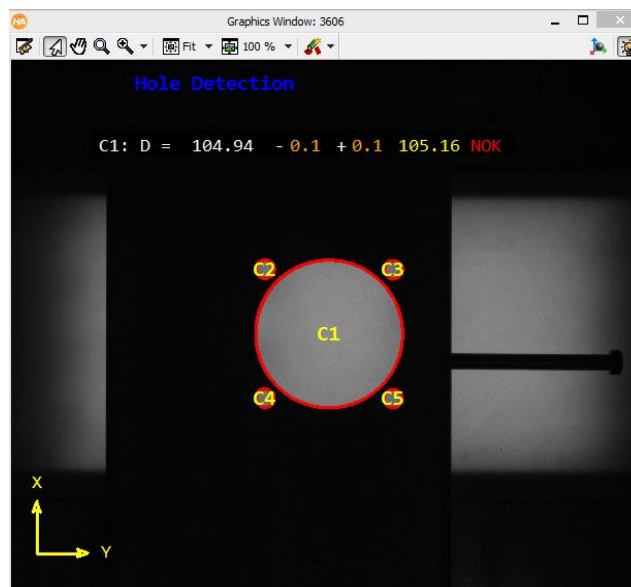 HA Graphics Window: 3606
Fit 100 %
Hole Detection
C1: D = 104.94 -0.1 +0.1 105.16 NOK
C2 C3
C1
C4 C5
X
Y